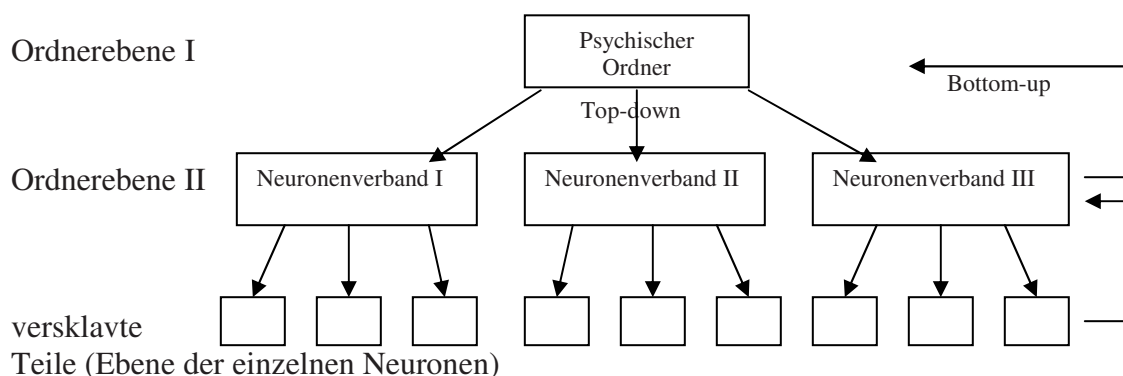 Ordnerebene I
Psychischer
Ordner
Bottom-up
Top-down
Ordnerebene II
Neuronenverband I
Neuronenverband II
Neuronenverband III
versklavte
Teile (Ebene der einzelnen Neuronen)